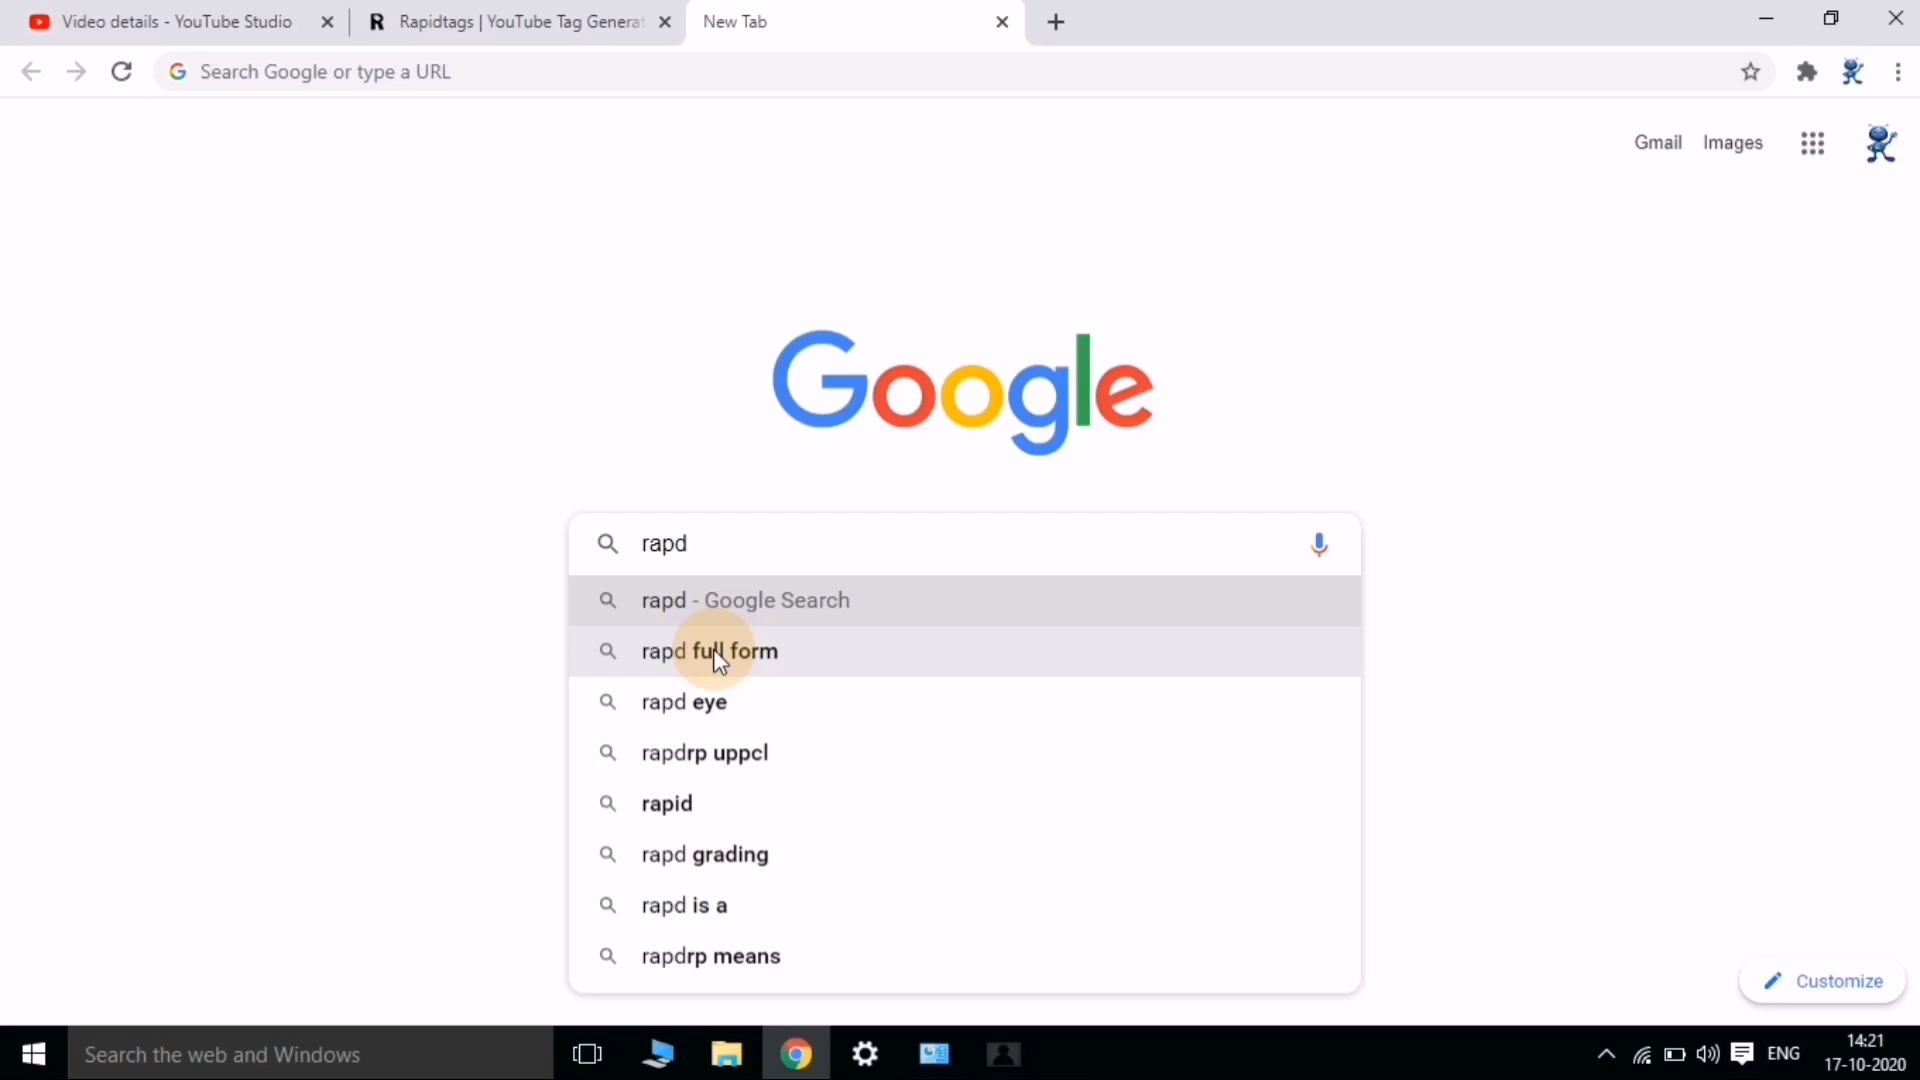 Video details - YouTube Studio
R Rapidtags | YouTube Tag Generat
New Tab
Search Google or type a URL
Gmail Images
Google
rapd
rapd - Google Search
rapd full form
rapd eye
rapdrp uppcl
rapid
rapd grading
rapd is a
rapdrp means
Customize
Search the web and Windows
ENG
14:21
17-10-2020